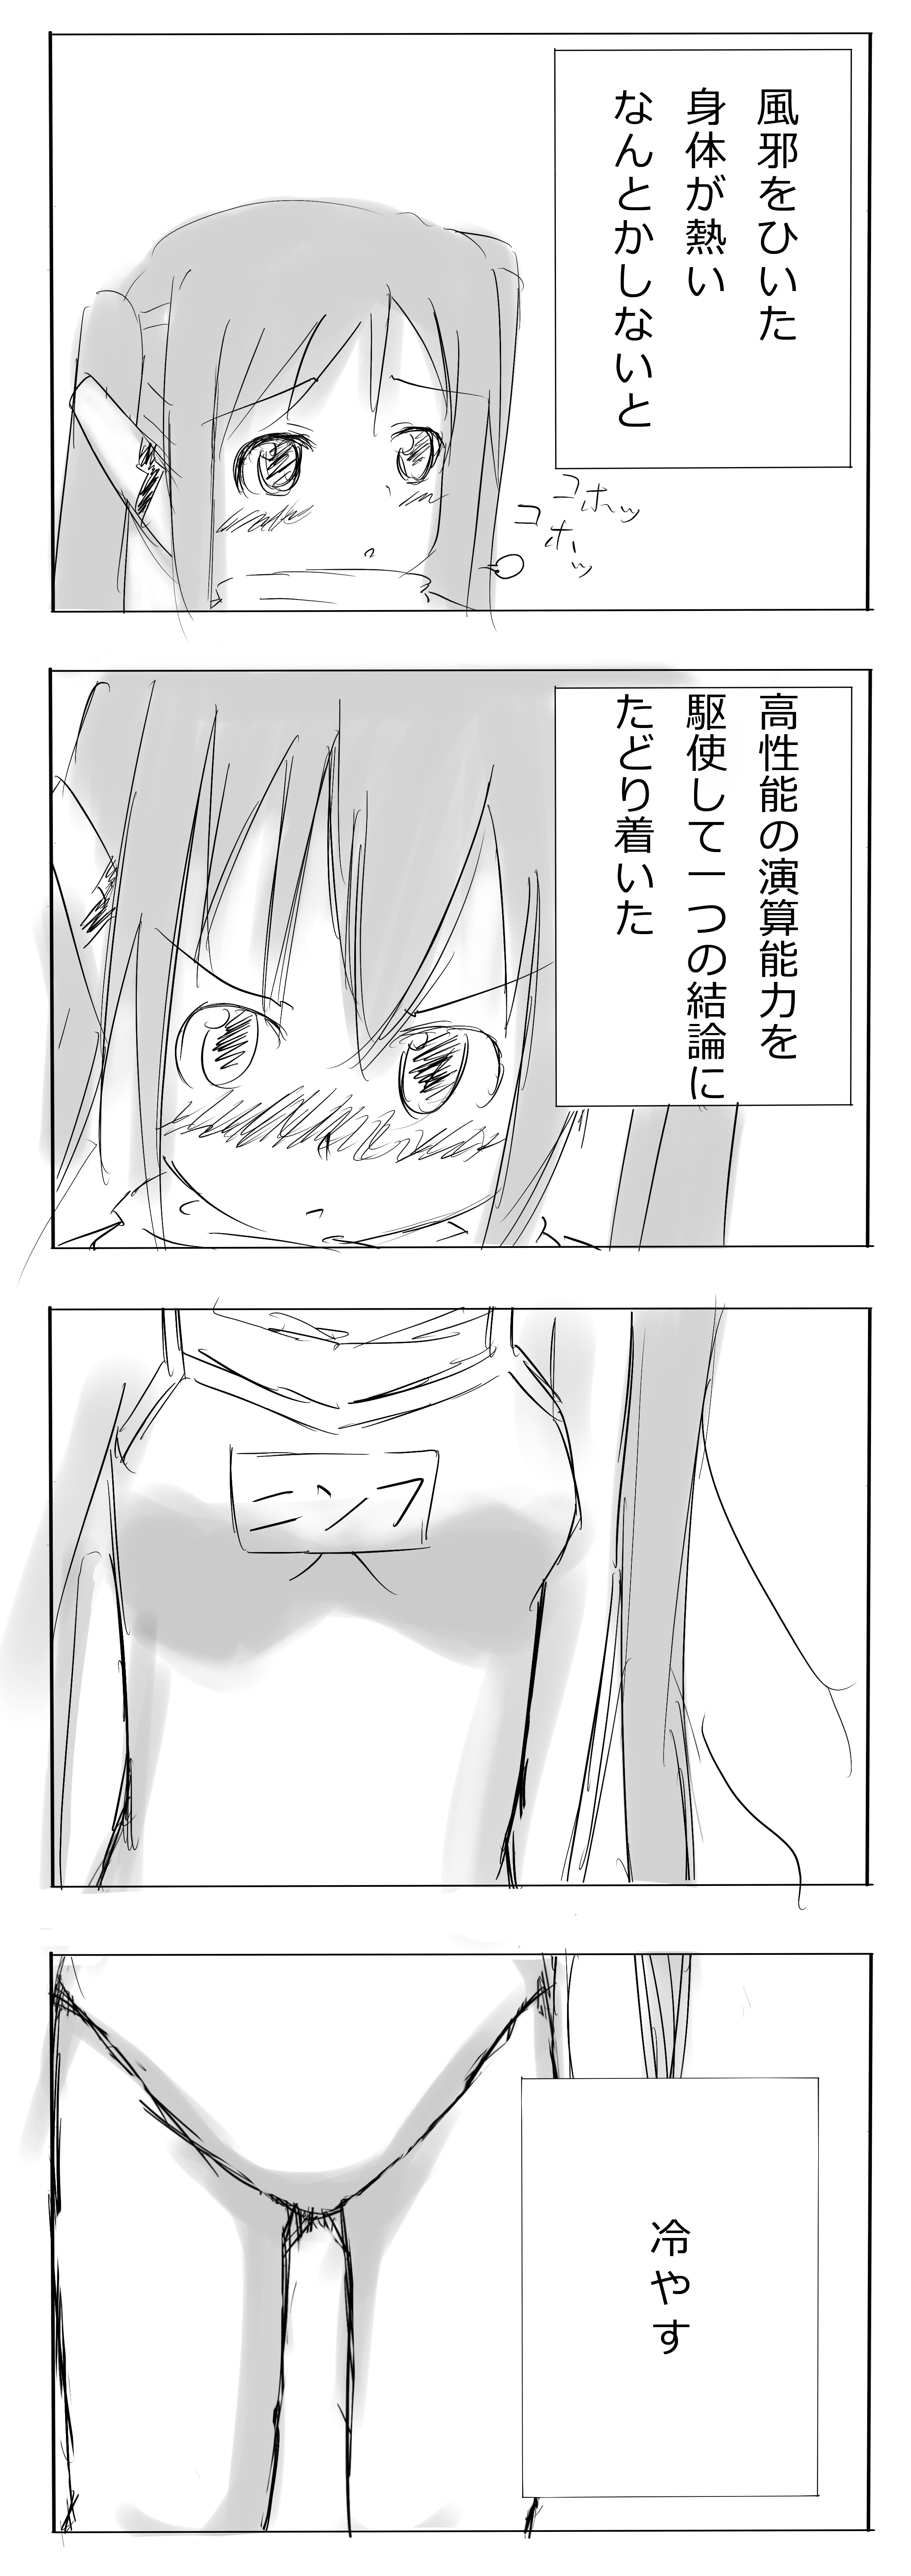 風邪をひいた
身体が熱い
なんとかしないと
コホッ
コホッ
高性能の演算能力を
駆使して一つの結論に
たどり着いた
ニンフ
冷やす